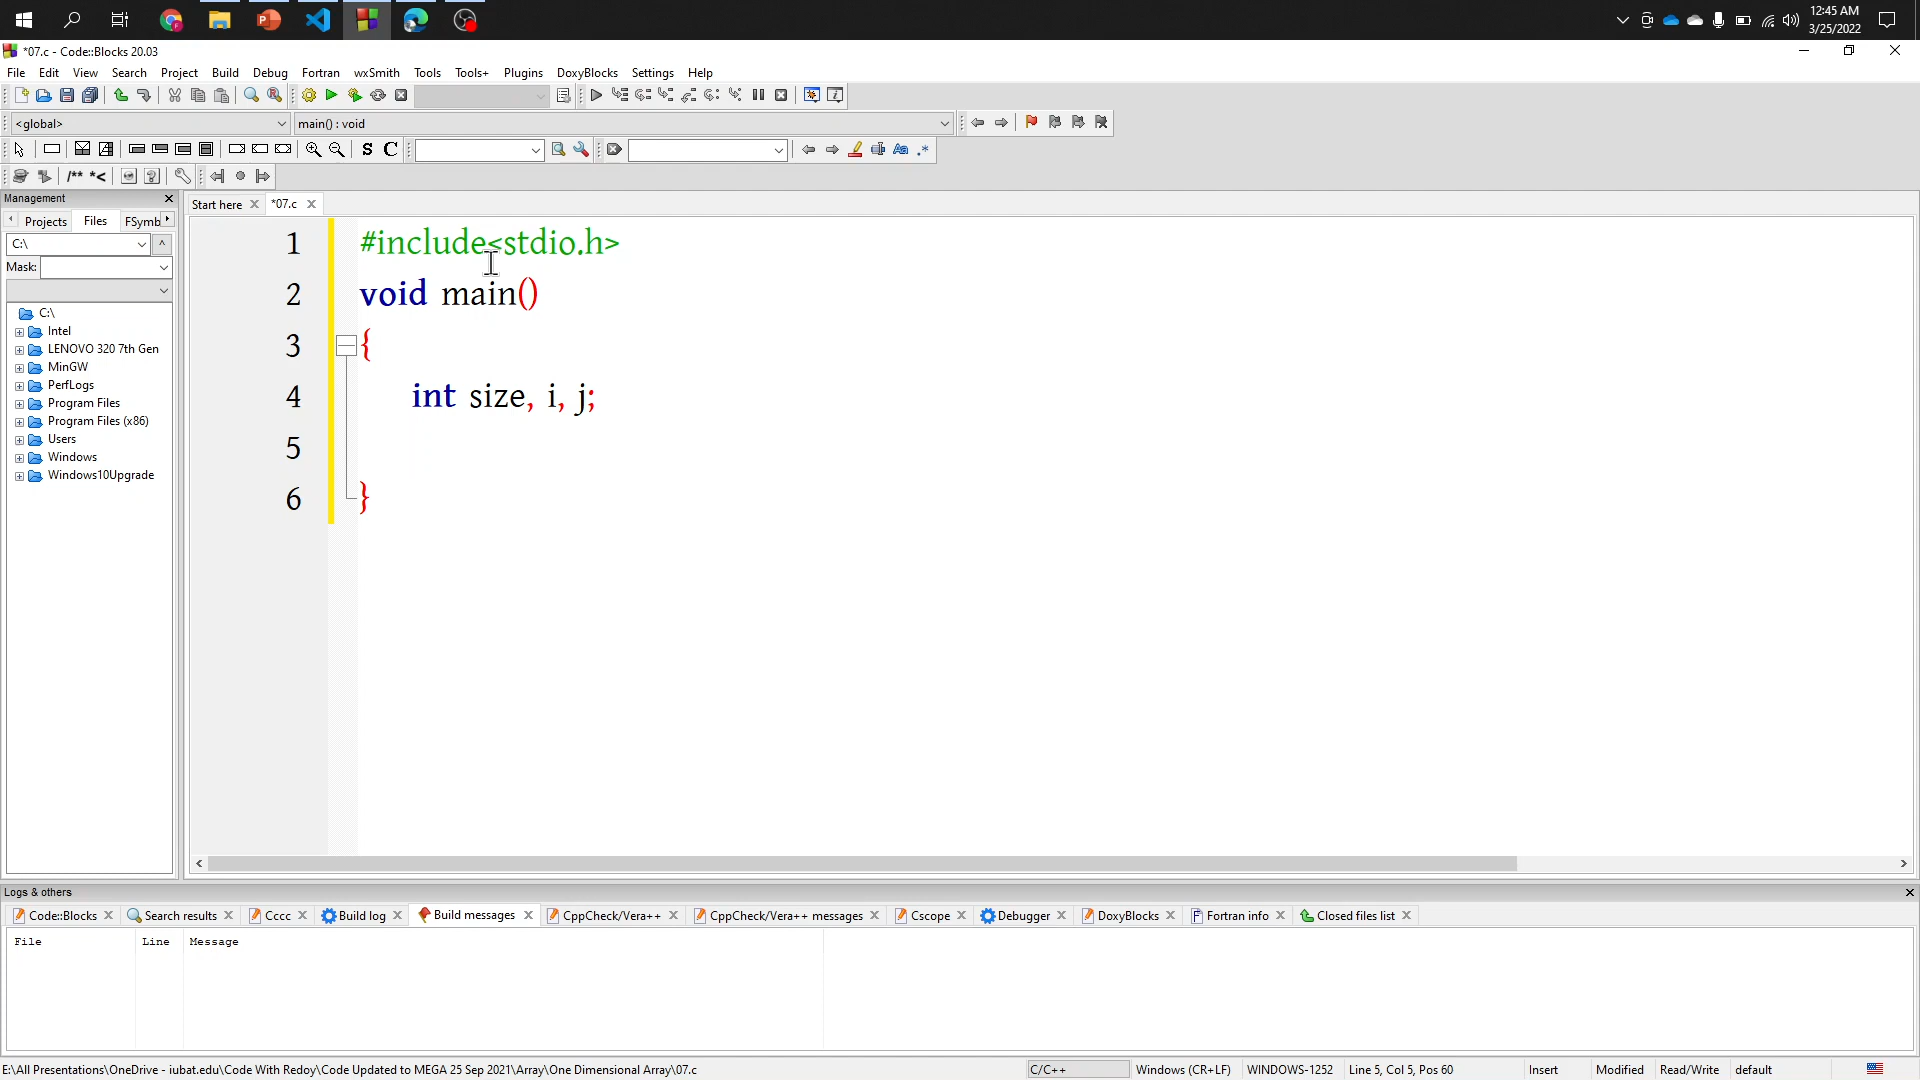 12:45 AM
3/25/2022
*07.c - Code::Blocks 20.03
File Edit View Search Project Build Debug Fortran wxSmith Tools Tools+ Plugins DoxyBlocks Settings Help
<global> main() : void
S C
/** *<
Management
Projects Files FSymb
Start here *07.c
C:\
Mask:
C:\
Intel
LENOVO 320 7th Gen
MinGW
PerfLogs
Program Files
Program Files (x86)
Users
Windows
Windows10Upgrade
1 #include<stdio.h>
2 void main()
3 {
4 int size, i, j;
5
6 }
Logs & others
Code::Blocks Search results Cccc Build log Build messages CppCheck/Vera++ CppCheck/Vera++ messages Cscope Debugger DoxyBlocks Fortran info Closed files list
File Line Message
E:\All Presentations\OneDrive - iubat.edu\Code With Redoy\Code Updated to MEGA 25 Sep 2021\Array\One Dimensional Array\07.c C/C++ Windows (CR+LF) WINDOWS-1252 Line 5, Col 5, Pos 60 Insert Modified Read/Write default